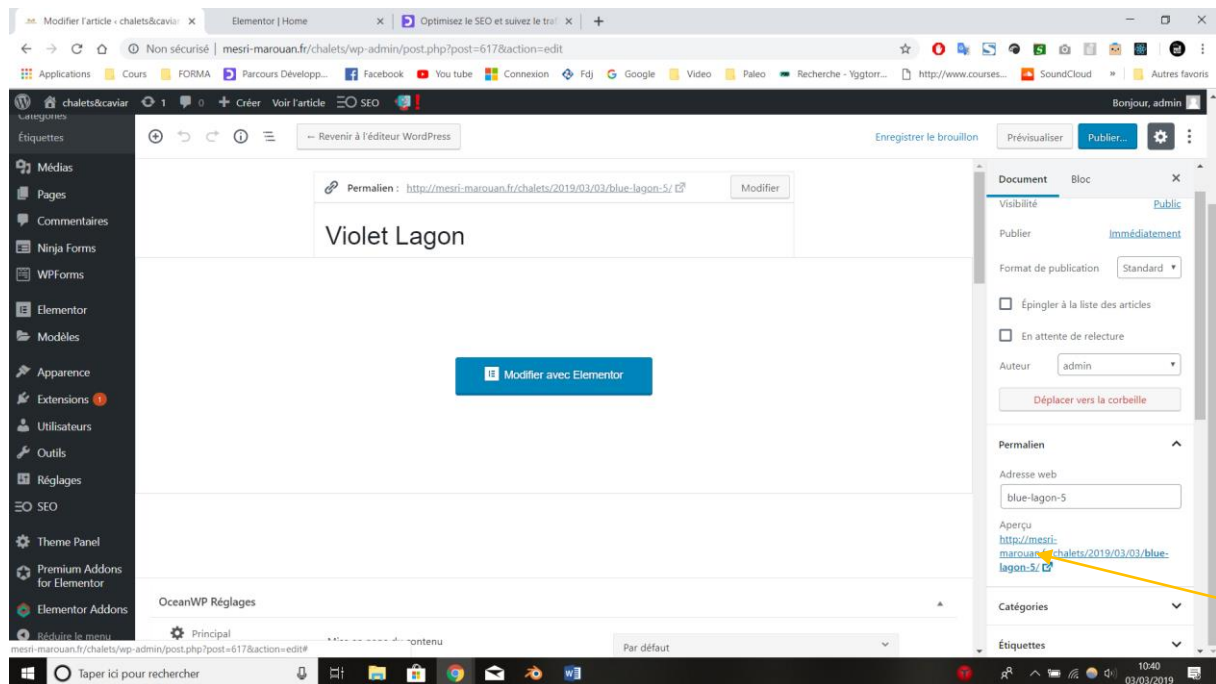 Modifier l'article ‹ chalets&caviar
Elementor | Home
Optimisez le SEO et suivez le traf
Non sécurisé | mesri-marouan.fr/chalets/wp-admin/post.php?post=617&action=edit
Applications
Cours
FORMA
Parcours Développ...
Facebook
You tube
Connexion
Fdj
Google
Video
Paleo
Recherche - Yggtorr...
http://www.courses...
SoundCloud
»
Autres favoris
chalets&caviar
1
0
Créer
Voir l'article
SEO
Bonjour, admin
Catégories
Étiquettes
Médias
Pages
Commentaires
Ninja Forms
WPForms
Elementor
Modèles
Apparence
Extensions 1
Utilisateurs
Outils
Réglages
SEO
Theme Panel
Premium Addons
for Elementor
Elementor Addons
Réduire le menu
← Revenir à l'éditeur WordPress
Enregistrer le brouillon
Prévisualiser
Publier...
Permalien : http://mesri-marouan.fr/chalets/2019/03/03/blue-lagon-5/
Modifier
Violet Lagon
Modifier avec Elementor
OceanWP Réglages
Principal
Par défaut
Document
Bloc
Visibilité
Public
Publier
Immédiatement
Format de publication
Standard
Épingler à la liste des articles
En attente de relecture
Auteur
admin
Déplacer vers la corbeille
Permalien
Adresse web
blue-lagon-5
Aperçu
http://mesri-
marouan.fr/chalets/2019/03/03/blue-
lagon-5/
Catégories
Étiquettes
mesri-marouan.fr/chalets/wp-admin/post.php?post=617&action=edit#
Taper ici pour rechercher
10:40
03/03/2019